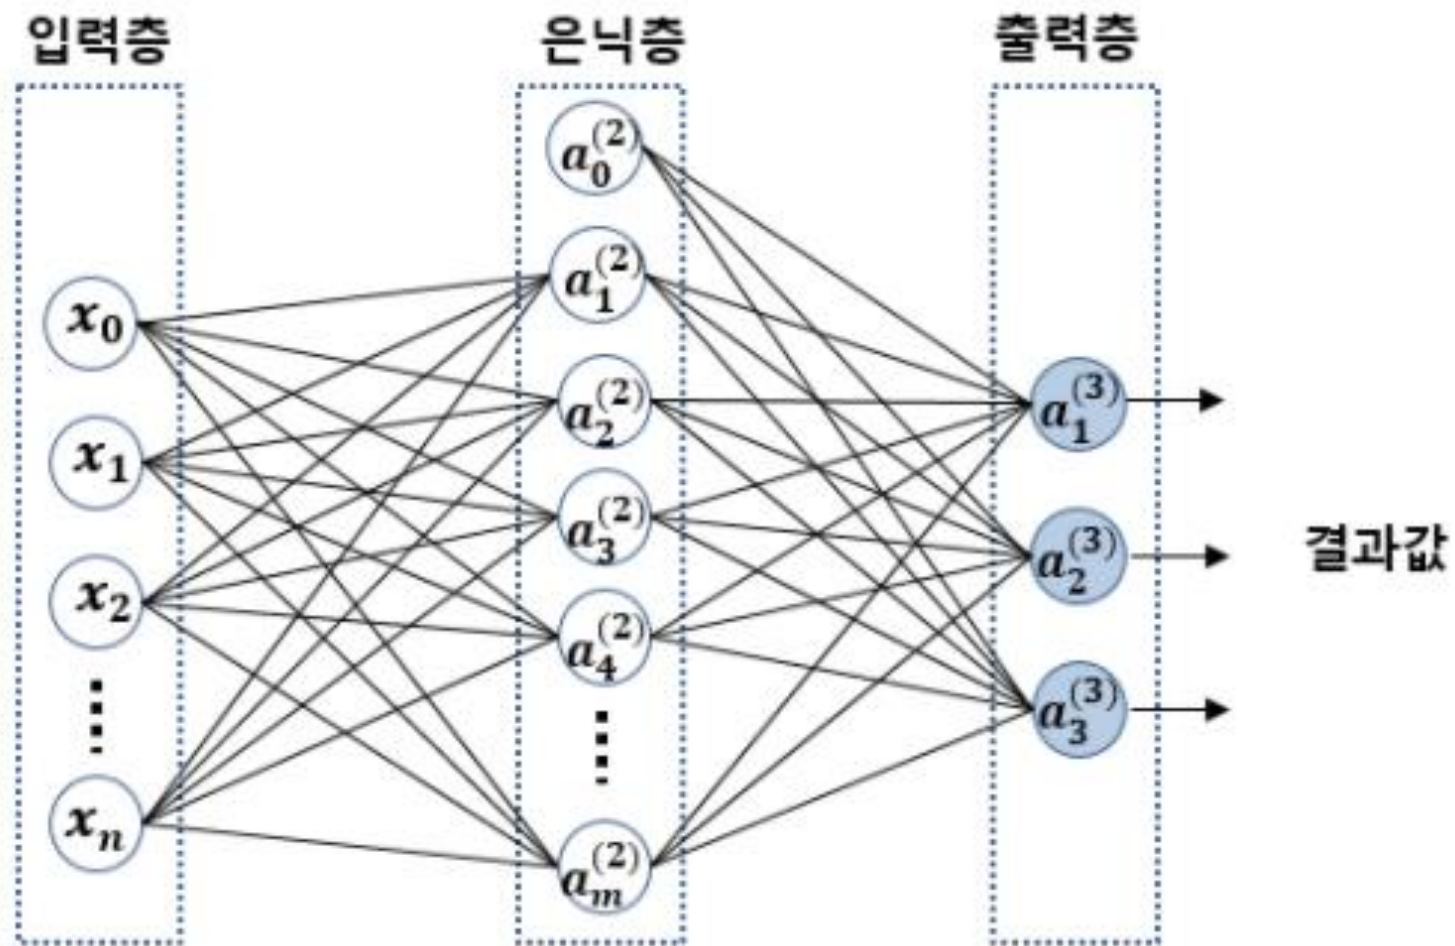 입력층
은닉층
출력층
x₀
x₁
x₂
xₙ
a₀⁽²⁾
a₁⁽²⁾
a₂⁽²⁾
a₃⁽²⁾
a₄⁽²⁾
aₘ⁽²⁾
a₁⁽³⁾
a₂⁽³⁾
a₃⁽³⁾
결과값